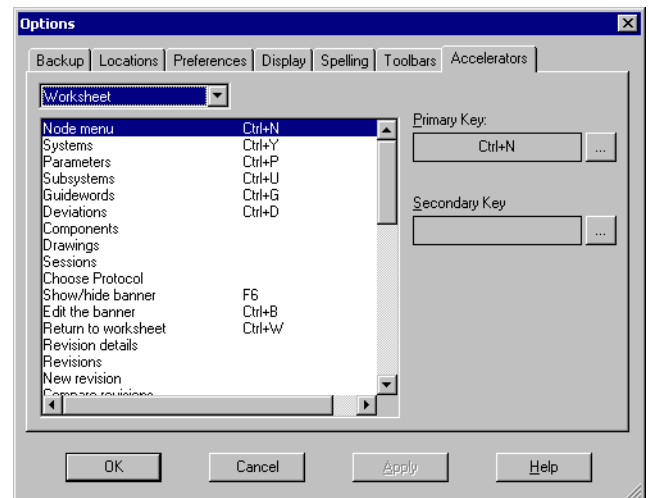 Options
Backup Locations Preferences Display Spelling Toolbars Accelerators
Worksheet
Node menu Ctrl+N
Systems Ctrl+Y
Parameters Ctrl+P
Subsystems Ctrl+U
Guidewords Ctrl+G
Deviations Ctrl+D
Components
Drawings
Sessions
Choose Protocol
Show/hide banner F6
Edit the banner Ctrl+B
Return to worksheet Ctrl+W
Revision details
Revisions
New revision
Compare revisions
Primary Key:
Ctrl+N
...
Secondary Key
...
OK Cancel Apply Help